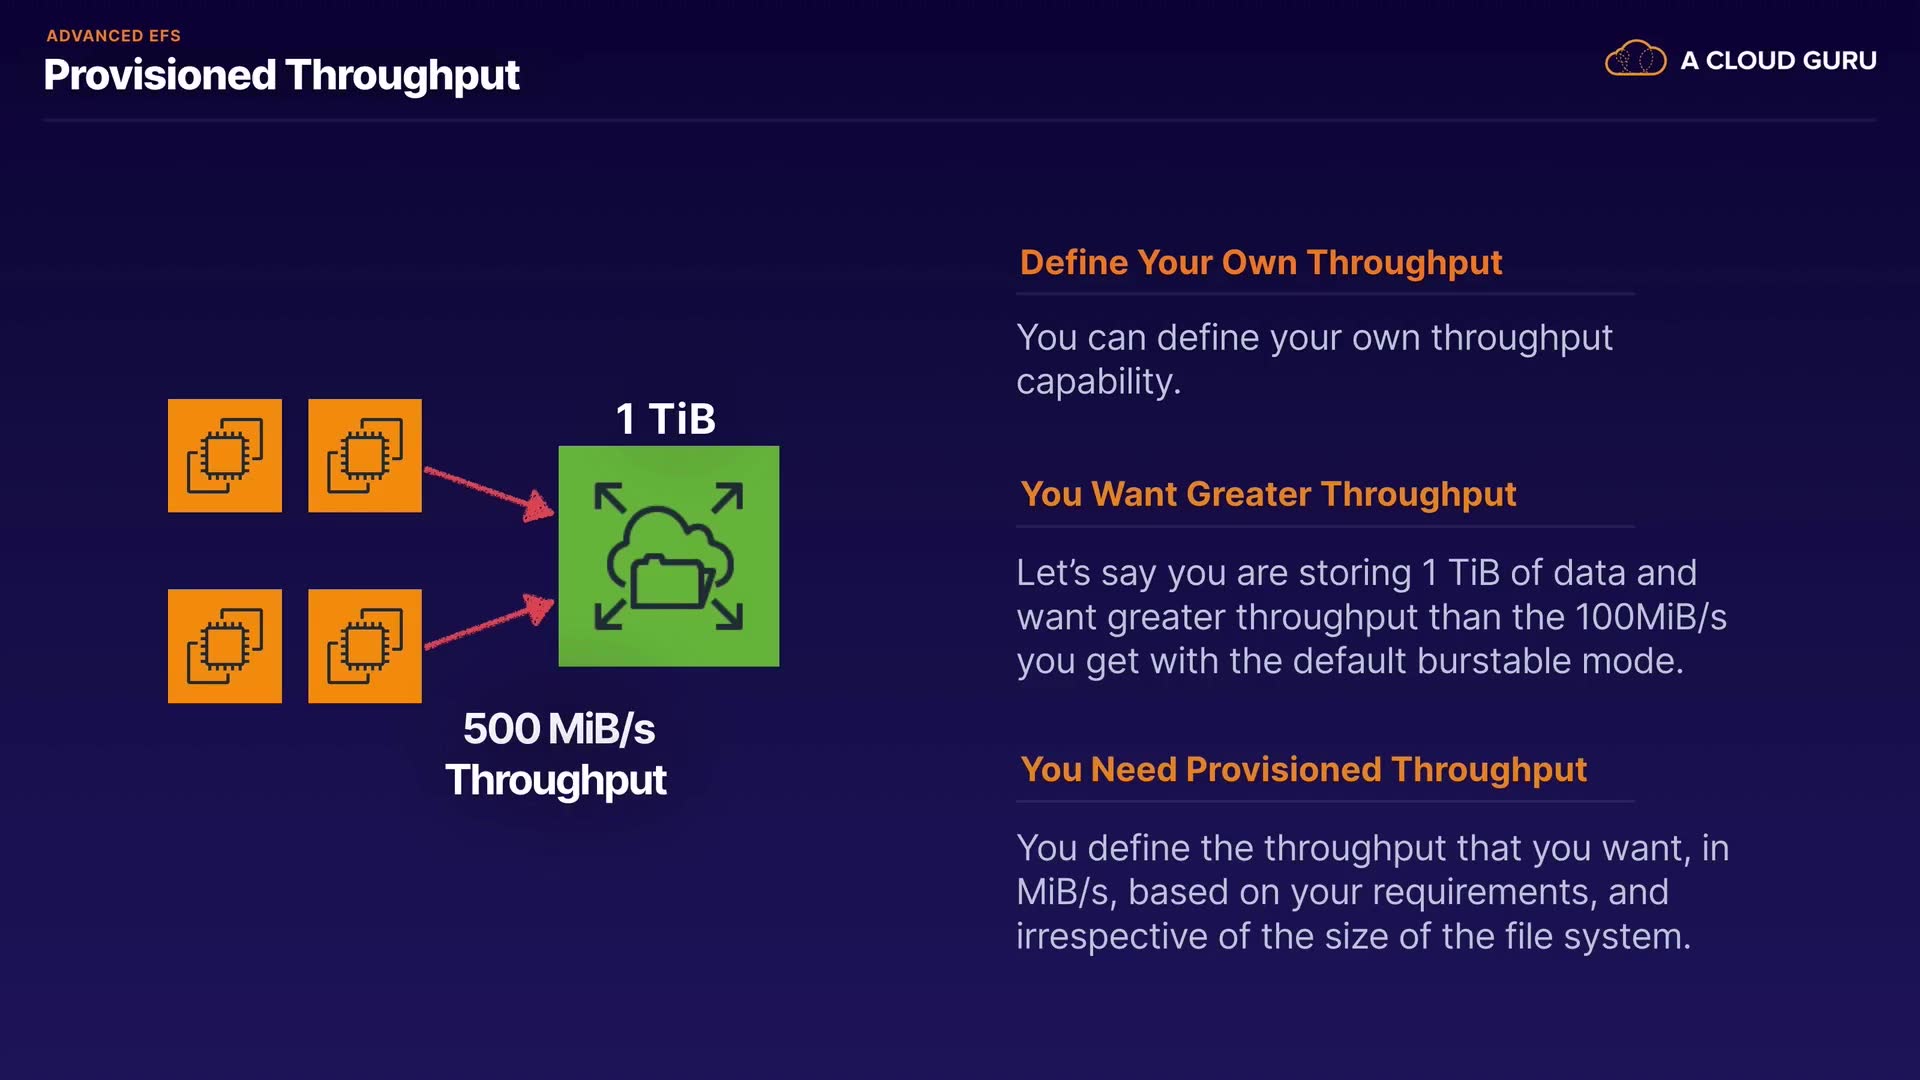 ADVANCED EFS
Provisioned Throughput
A CLOUD GURU
1 TiB
500 MiB/s
Throughput
Define Your Own Throughput
You can define your own throughput
capability.
You Want Greater Throughput
Let’s say you are storing 1 TiB of data and
want greater throughput than the 100MiB/s
you get with the default burstable mode.
You Need Provisioned Throughput
You define the throughput that you want, in
MiB/s, based on your requirements, and
irrespective of the size of the file system.